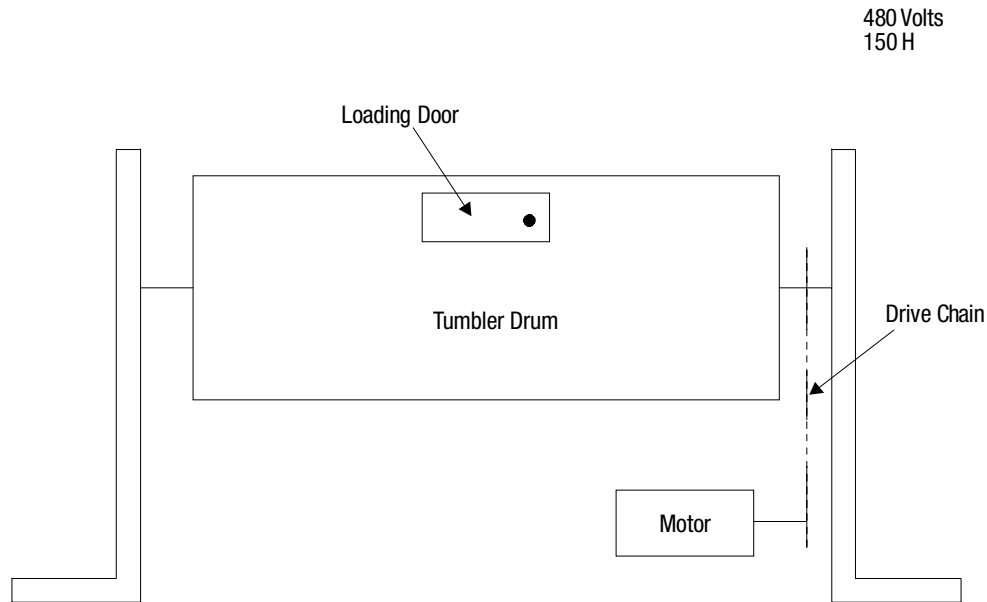 480 Volts
150 H
Loading Door
Tumbler Drum
Drive Chain
Motor